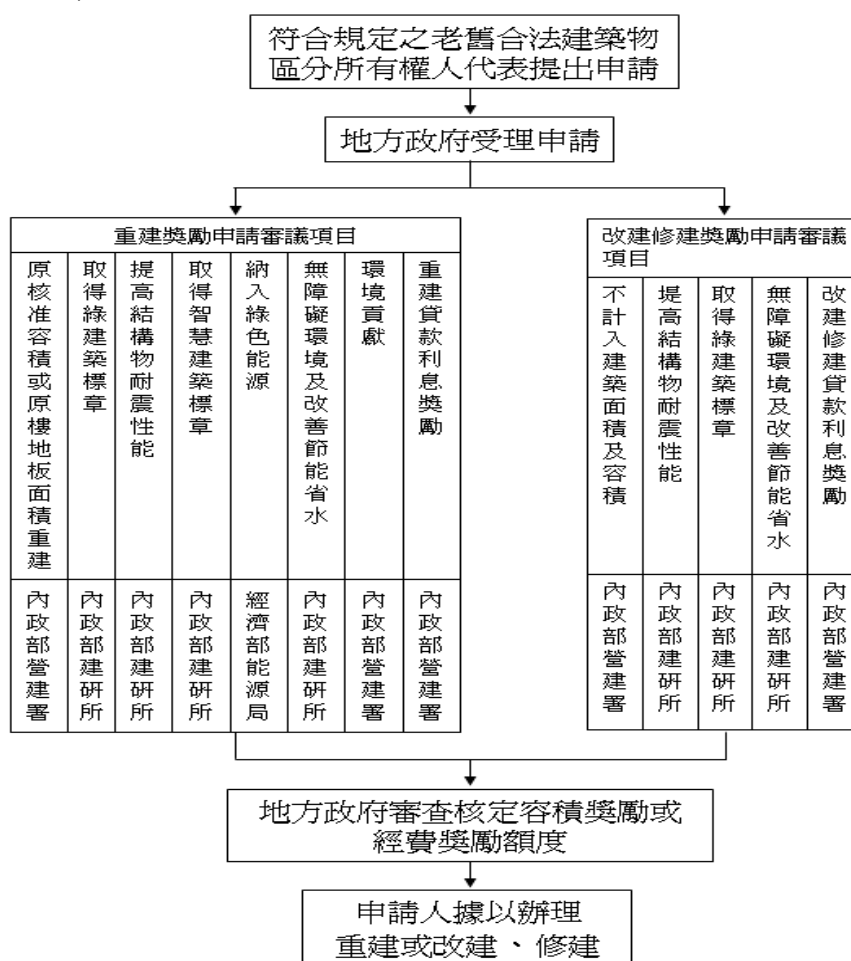 符合規定之老舊合法建築物
區分所有權人代表提出申請
地方政府受理申請
重建獎勵申請審議項目
原核准容積或原樓地板面積重建
取得綠建築標章
提高結構物耐震性能
取得智慧建築標章
納入綠色能源
無障礙環境及改善節能省水
環境貢獻
重建貸款利息獎勵
內政部營建署
內政部建研所
內政部建研所
內政部建研所
經濟部能源局
內政部建研所
內政部營建署
內政部營建署
改建修建獎勵申請審議
項目
不計入建築面積及容積
提高結構物耐震性能
取得綠建築標章
無障礙環境及改善節能省水
改建修建貸款利息獎勵
內政部營建署
內政部建研所
內政部建研所
內政部建研所
內政部營建署
地方政府審查核定容積獎勵或
經費獎勵額度
申請人據以辦理
重建或改建、修建